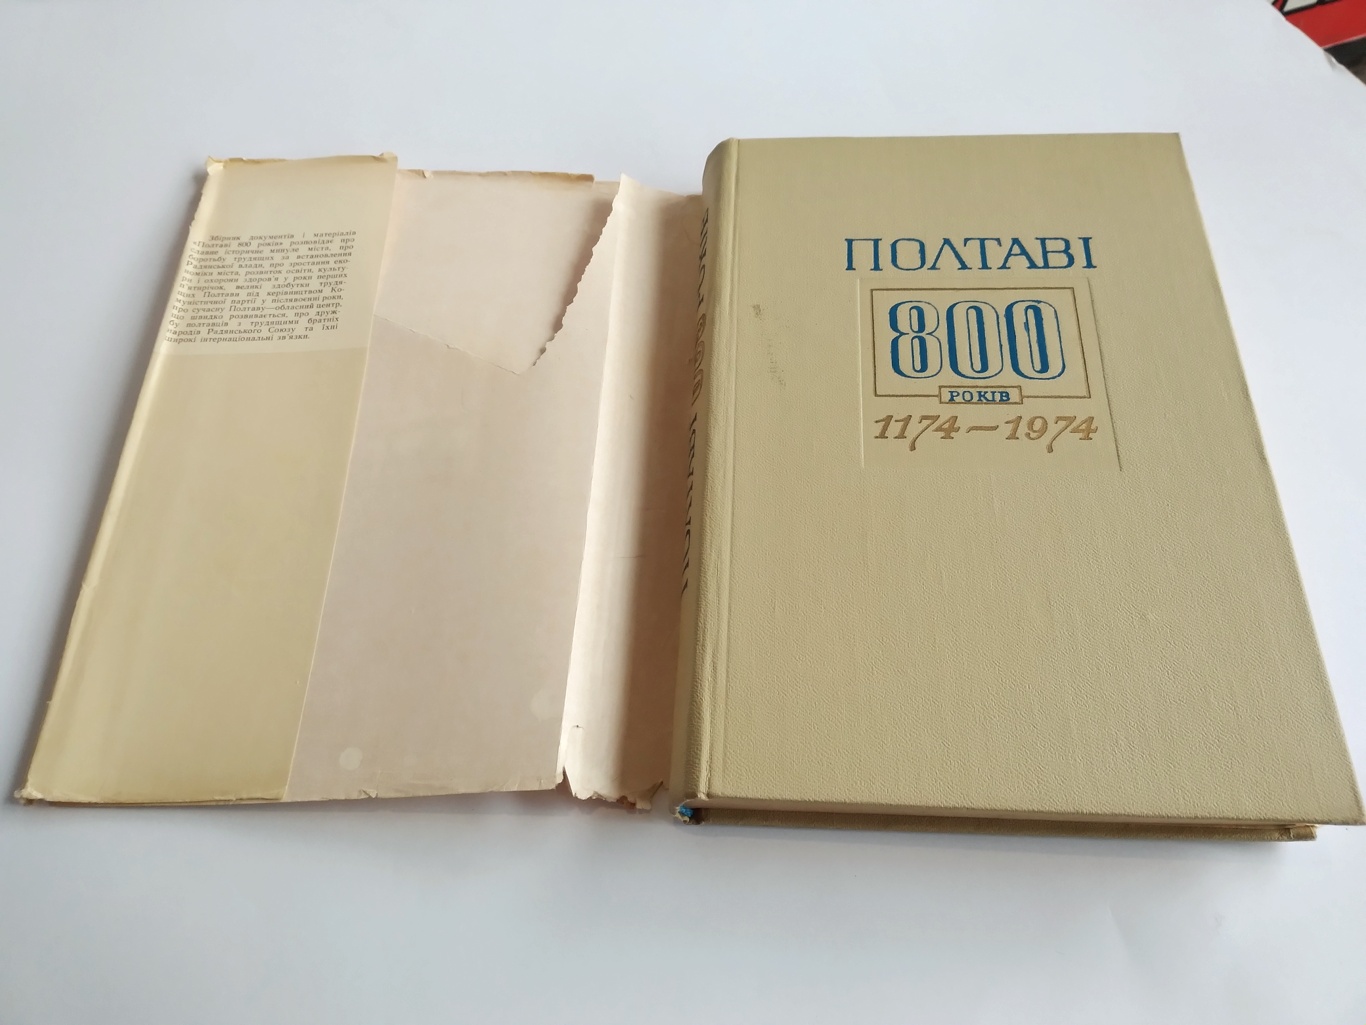 Збірник документів і матеріалів
«Полтаві 800 років» розповідає про
славне історичне минуле міста, про
боротьбу трудящих за встановлення
Радянської влади, про зростання еко-
номіки міста, розвиток освіти, культу-
ри і охорони здоров'я у роки перших
п'ятирічок, великі здобутки трудя-
щих Полтави під керівництвом Ко-
муністичної партії у післявоєнні роки,
про сучасну Полтаву—обласний центр,
що швидко розвивається, про друж-
бу полтавців з трудящими братніх
народів Радянського Союзу та їхні
широкі інтернаціональні зв'язки.
ПОЛТАВІ
800
РОКІВ
1174–1974